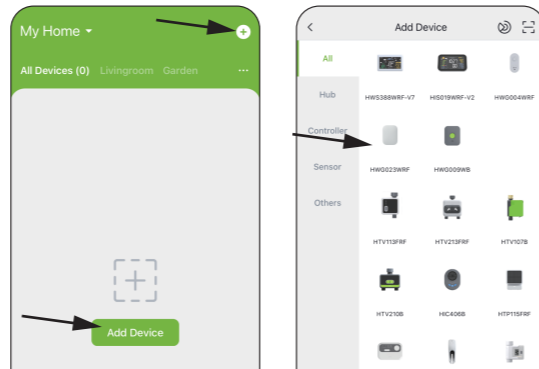 My Home
All Devices (0) Livingroom Garden ...
Add Device
Add Device
All
Hub
Controller
Sensor
Others
HWS388WRF-V7 HIS019WRF-V2 HWG004WRF
HWG023WRF HWG009WB
HTV113FRF HTV213FRF HTV107B
HTV210B HIC406B HTP115FRF